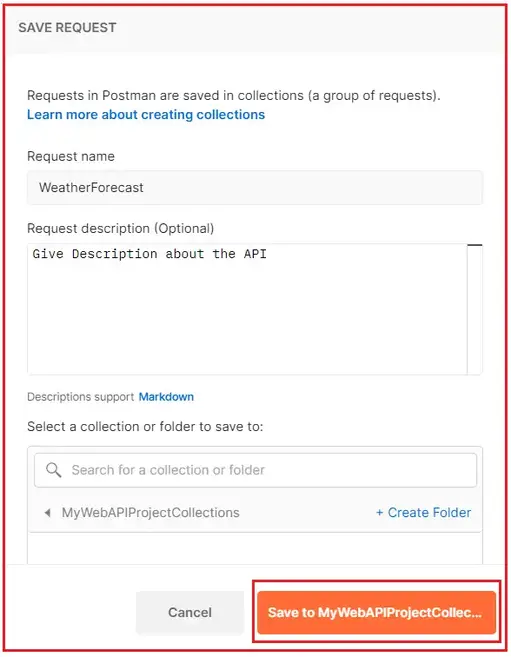 SAVE REQUEST
Requests in Postman are saved in collections (a group of requests).
Learn more about creating collections
Request name
WeatherForecast
Request description (Optional)
Give Description about the API
Descriptions support Markdown
Select a collection or folder to save to:
Search for a collection or folder
MyWebAPIProjectCollections + Create Folder
Cancel Save to MyWebAPIProjectCollec...